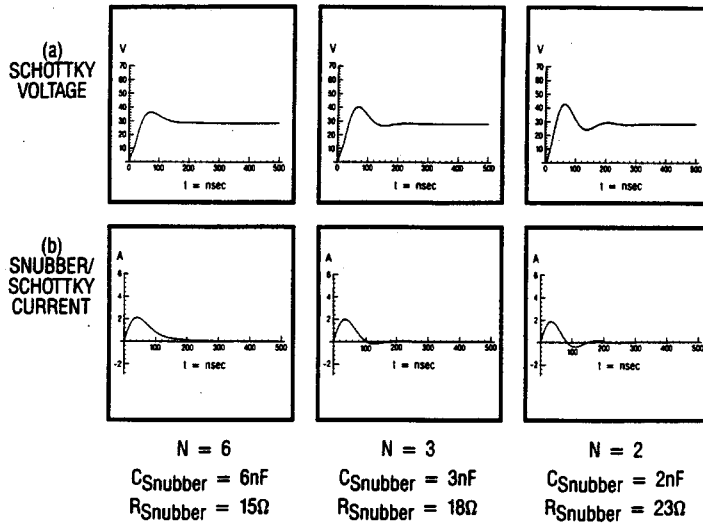 (a)
SCHOTTKY
VOLTAGE
V
70
60
50
40
30
20
10
0 100 200 300 400 500
t = nsec
V
70
60
50
40
30
20
10
0 100 200 300 400 500
t = nsec
V
70
60
50
40
30
20
10
0 100 200 300 400 500
t = nsec
(b)
SNUBBER/
SCHOTTKY
CURRENT
A
6
4
2
-2
100 200 300 400 500
t = nsec
A
6
4
2
-2
100 200 300 400 500
t = nsec
A
6
4
2
-2
100 200 300 400 500
t = nsec
N = 6
CSnubber = 6nF
RSnubber = 15Ω
N = 3
CSnubber = 3nF
RSnubber = 18Ω
N = 2
CSnubber = 2nF
RSnubber = 23Ω